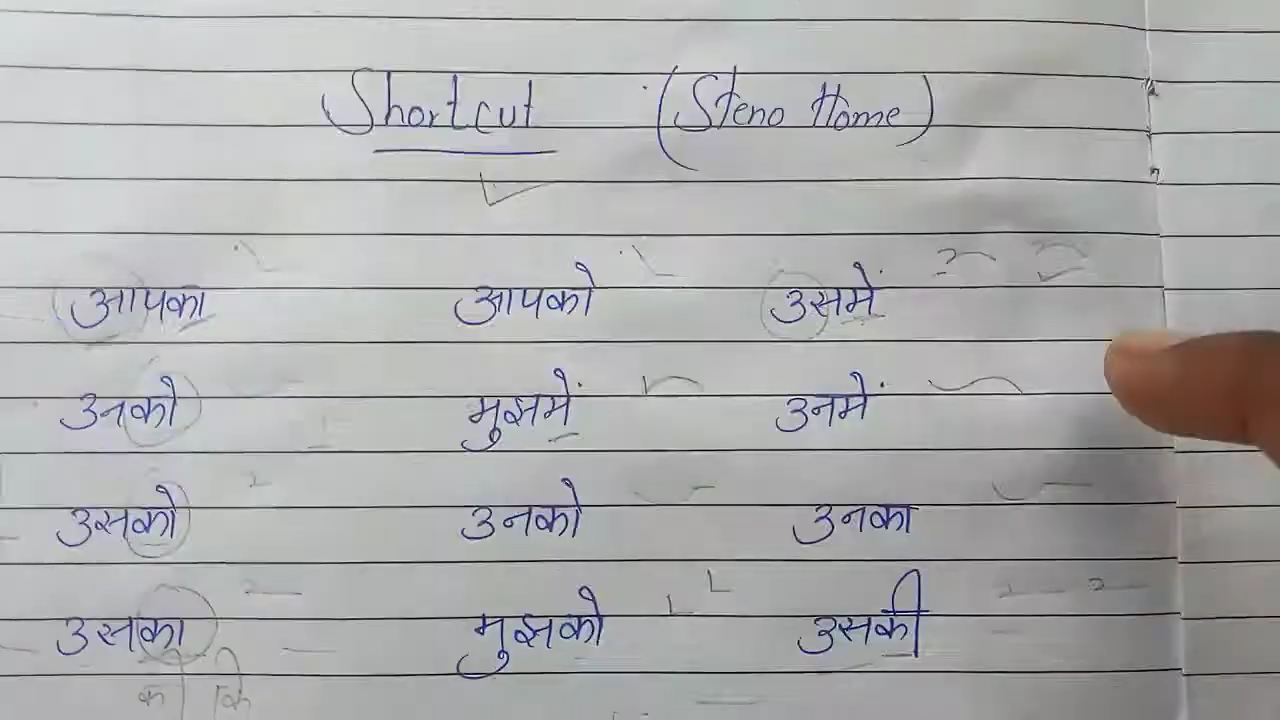 Shortcut (Steno Home)
आपका आपको उसमें
उनको मुझमें उनमें
उसको उनको उनका
उसका मुझको उसकी
का कि